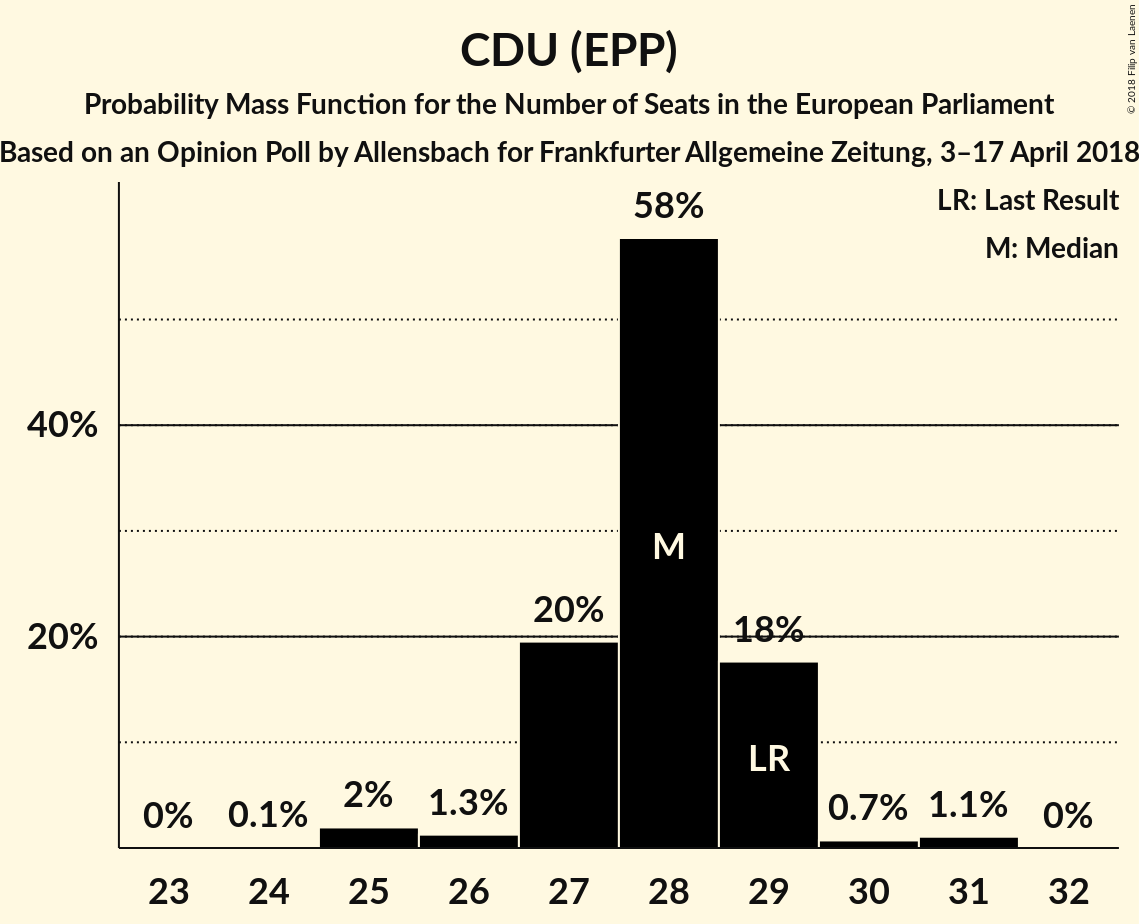 CDU (EPP)
Probability Mass Function for the Number of Seats in the European Parliament
Based on an Opinion Poll by Allensbach for Frankfurter Allgemeine Zeitung, 3–17 April 2018
© 2018 Filip van Laenen
LR: Last Result
M: Median
58%
40%
M
20%
20%
18%
LR
0%
0.1%
2%
1.3%
0.7%
1.1%
0%
23 24 25 26 27 28 29 30 31 32